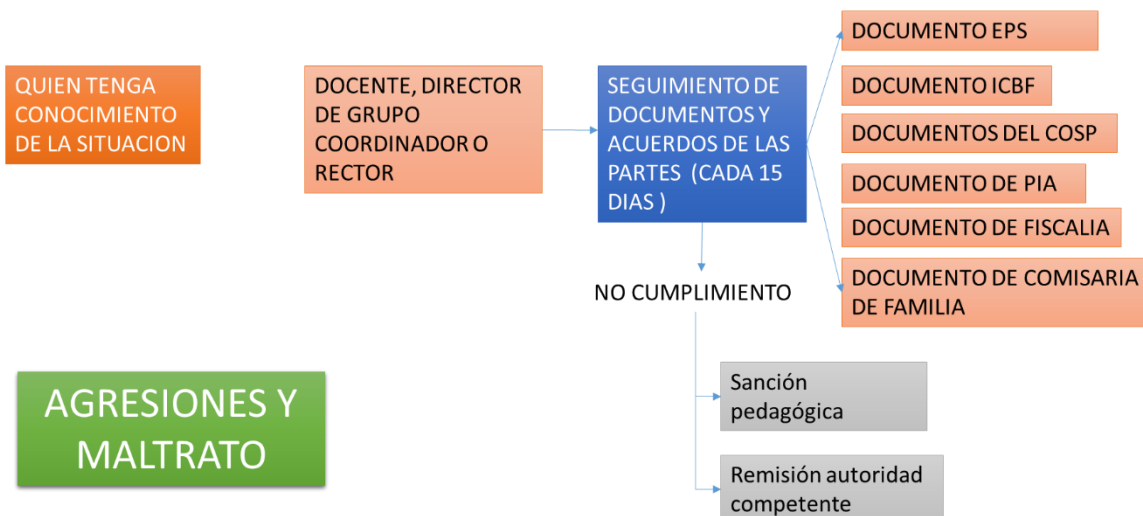 QUIEN TENGA
CONOCIMIENTO
DE LA SITUACION
DOCENTE, DIRECTOR
DE GRUPO
COORDINADOR O
RECTOR
SEGUIMIENTO DE
DOCUMENTOS Y
ACUERDOS DE LAS
PARTES (CADA 15
DIAS )
DOCUMENTO EPS
DOCUMENTO ICBF
DOCUMENTOS DEL COSP
DOCUMENTO DE PIA
DOCUMENTO DE FISCALIA
DOCUMENTO DE COMISARIA
DE FAMILIA
NO CUMPLIMIENTO
Sanción
pedagógica
Remisión autoridad
competente
AGRESIONES Y
MALTRATO